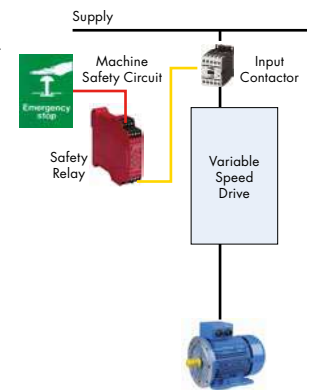 Supply
Machine
Safety Circuit
Input
Contactor
Emergency
stop
Safety
Relay
Variable
Speed
Drive